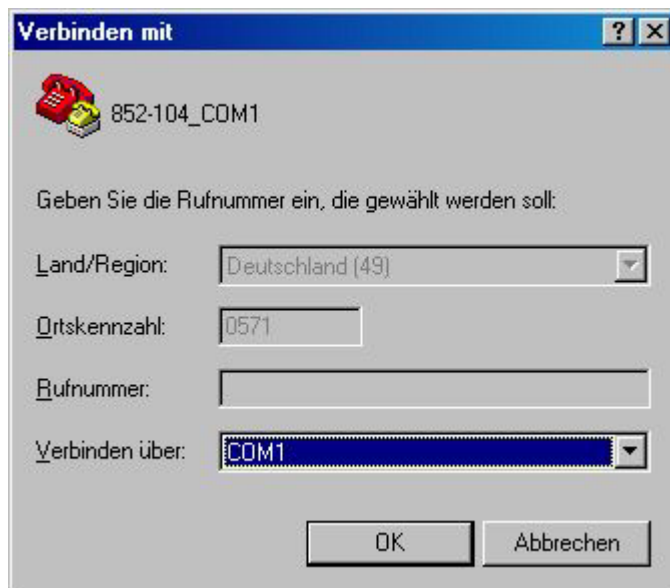 Verbinden mit
852-104_COM1
Geben Sie die Rufnummer ein, die gewählt werden soll:
Land/Region: Deutschland (49)
Ortskennzahl: 0571
Rufnummer:
Verbinden über: COM1
OK Abbrechen